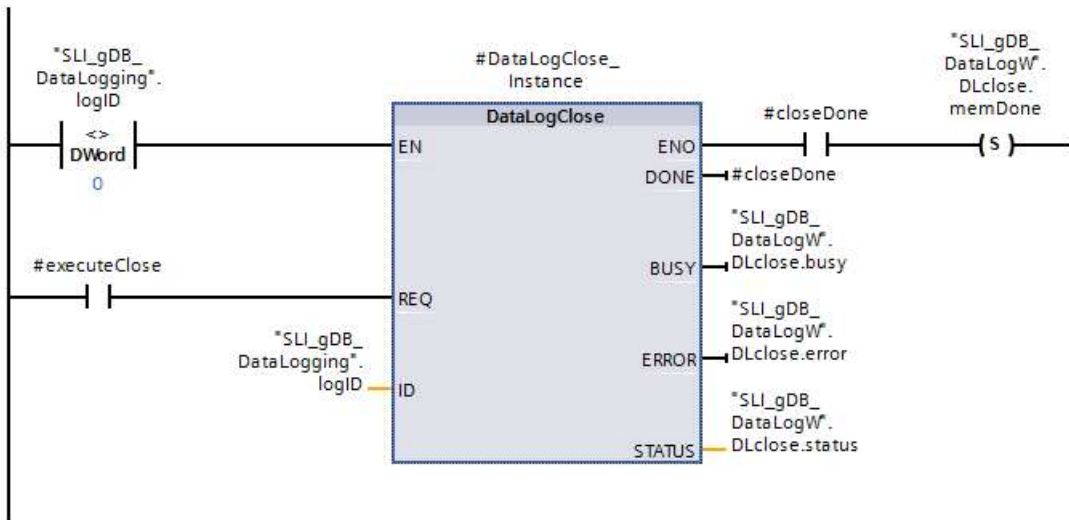 "SLI_gDB_
DataLogging".
logID
<>
DWord
0
#executeClose
"SLI_gDB_
DataLogging".
logID
#DataLogClose_
Instance
DataLogClose
EN
REQ
ID
ENO
DONE
BUSY
ERROR
STATUS
#closeDone
"SLI_gDB_
DataLogW".
DLclose.
memDone
S
#closeDone
"SLI_gDB_
DataLogW".
DLclose.busy
"SLI_gDB_
DataLogW".
DLclose.error
"SLI_gDB_
DataLogW".
DLclose.status